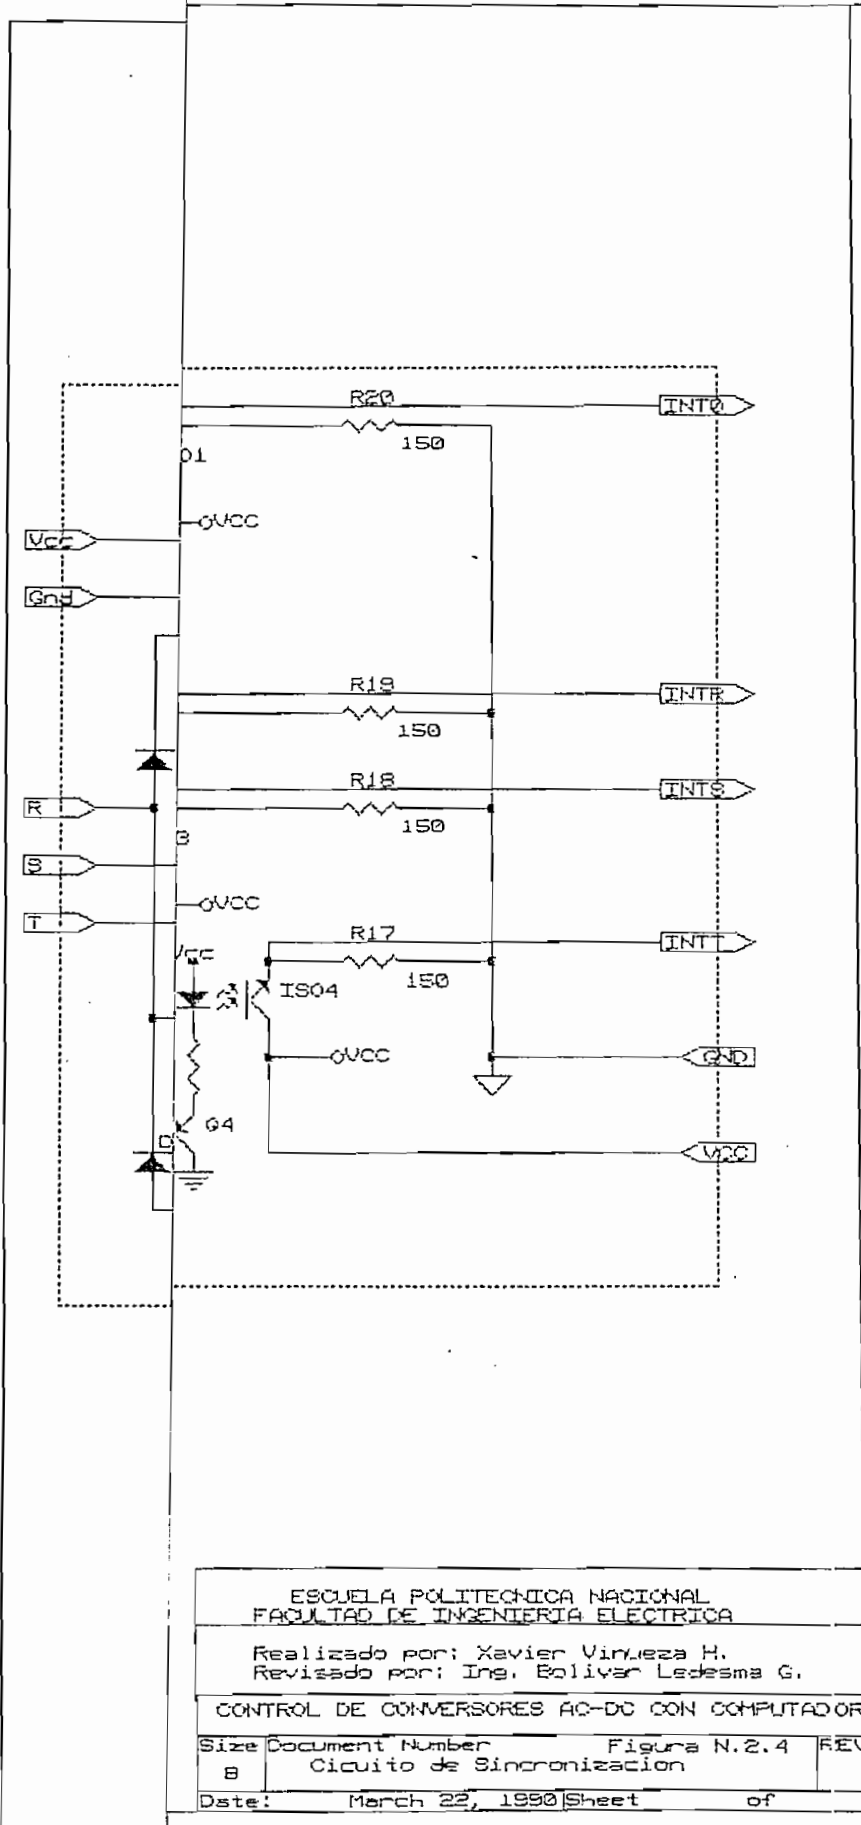 R20
INT0
150
01
VCC
Vcc
Gnd
R19
INTR
150
R18
INTS
R
150
B
S
VCC
T
R17
INTT
Vcc
150
ISO4
VCC
GND
Q4
D
VCC
ESCUELA POLITECNICA NACIONAL
FACULTAD DE INGENIERIA ELECTRICA
Realizado por: Xavier Virueza H.
Revisado por: Ing. Bolivar Ledesma G.
CONTROL DE CONVERSORES AC-DC CON COMPUTADOR
Size Document Number Figura N.2.4 REV
B Cicuito de Sincronizacion
Date: March 22, 1990 Sheet of